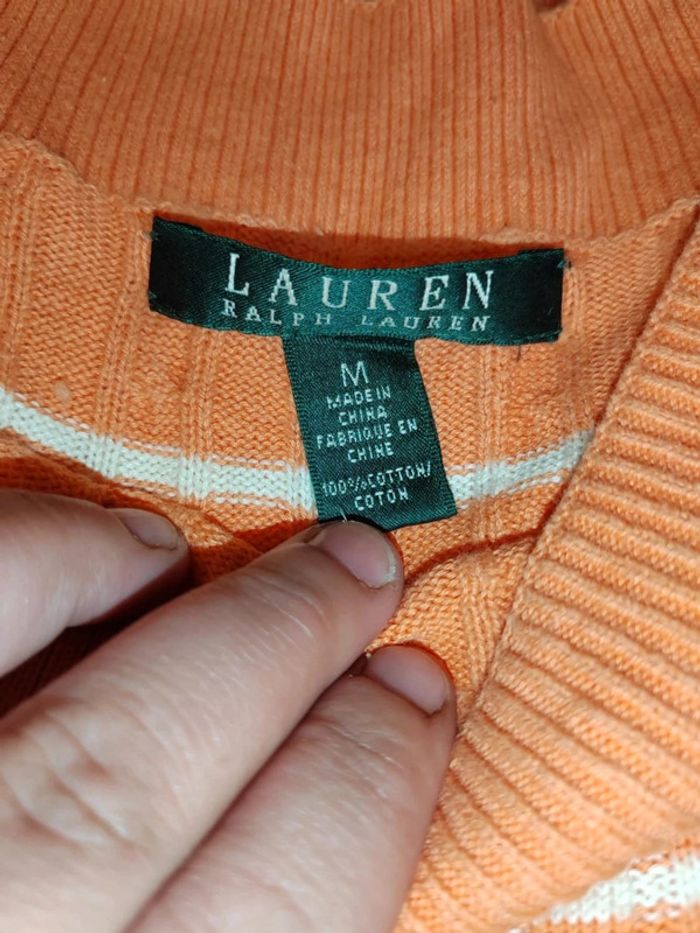 LAUREN
RALPH LAUREN
M
MADE IN
CHINA
FABRIQUE EN
CHINE
100% COTTON/
COTON